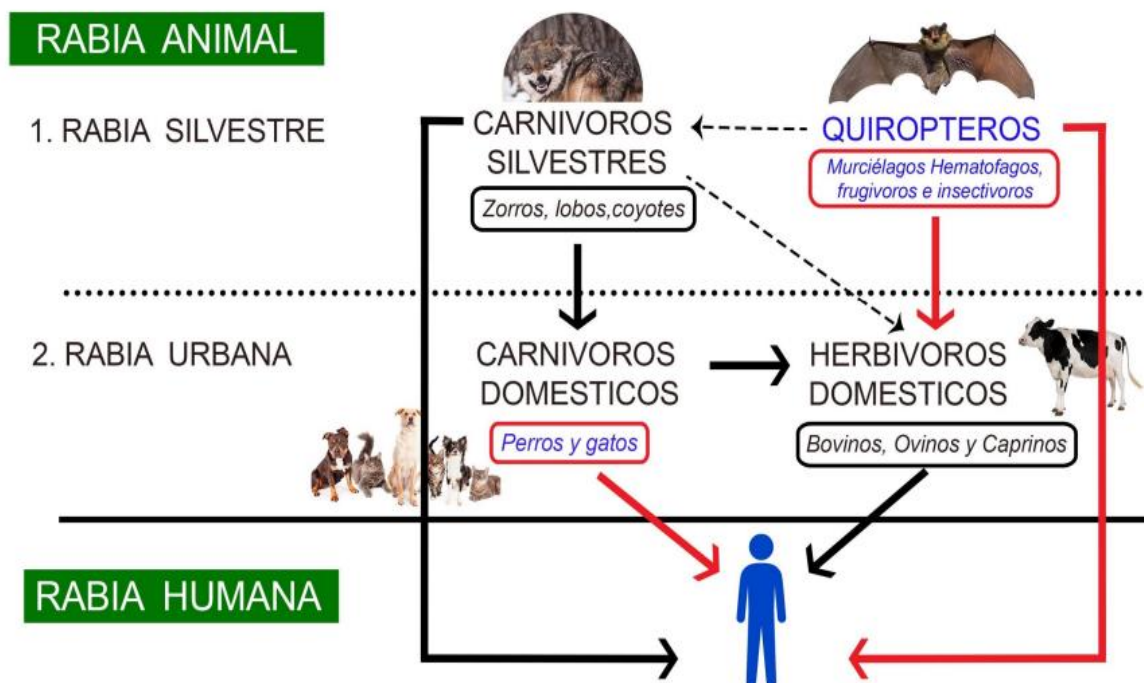 RABIA ANIMAL
1. RABIA SILVESTRE
CARNIVOROS
SILVESTRES
Zorros, lobos,coyotes
QUIROPTEROS
Murciélagos Hematofagos,
frugivoros e insectivoros
2. RABIA URBANA
CARNIVOROS
DOMESTICOS
Perros y gatos
HERBIVOROS
DOMESTICOS
Bovinos, Ovinos y Caprinos
RABIA HUMANA